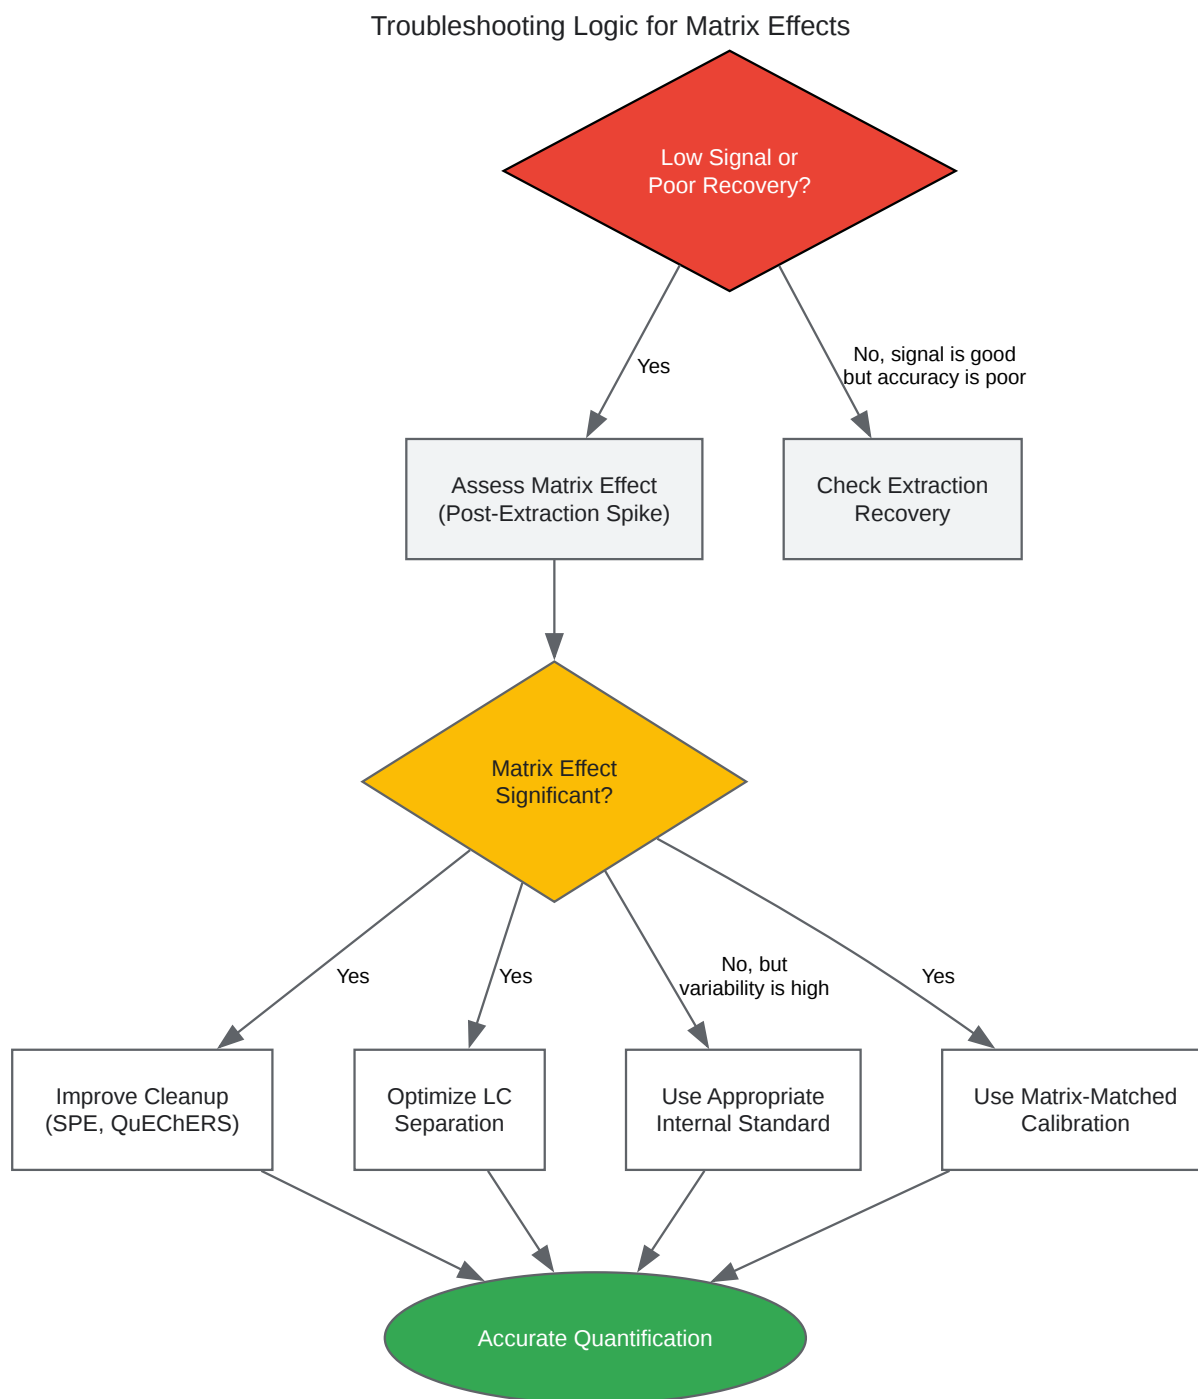 Troubleshooting Logic for Matrix Effects
Low Signal or
Poor Recovery?
Yes
No, signal is good
but accuracy is poor
Assess Matrix Effect
(Post-Extraction Spike)
Check Extraction
Recovery
Matrix Effect
Significant?
Yes
Yes
No, but
variability is high
Yes
Improve Cleanup
(SPE, QuEChERS)
Optimize LC
Separation
Use Appropriate
Internal Standard
Use Matrix-Matched
Calibration
Accurate Quantification